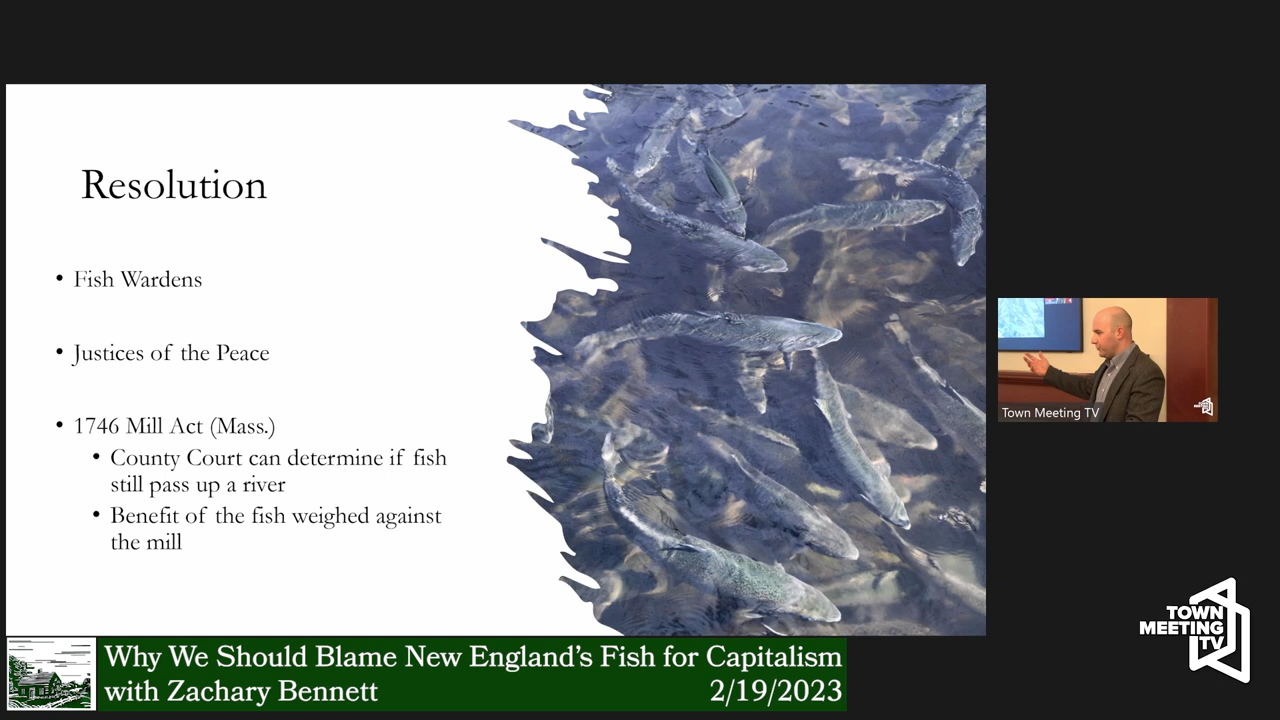 Resolution
• Fish Wardens
• Justices of the Peace
• 1746 Mill Act (Mass.)
• County Court can determine if fish
still pass up a river
• Benefit of the fish weighed against
the mill
Town Meeting TV
TOWN
MEETING
TV
Why We Should Blame New England's Fish for Capitalism
with Zachary Bennett 2/19/2023